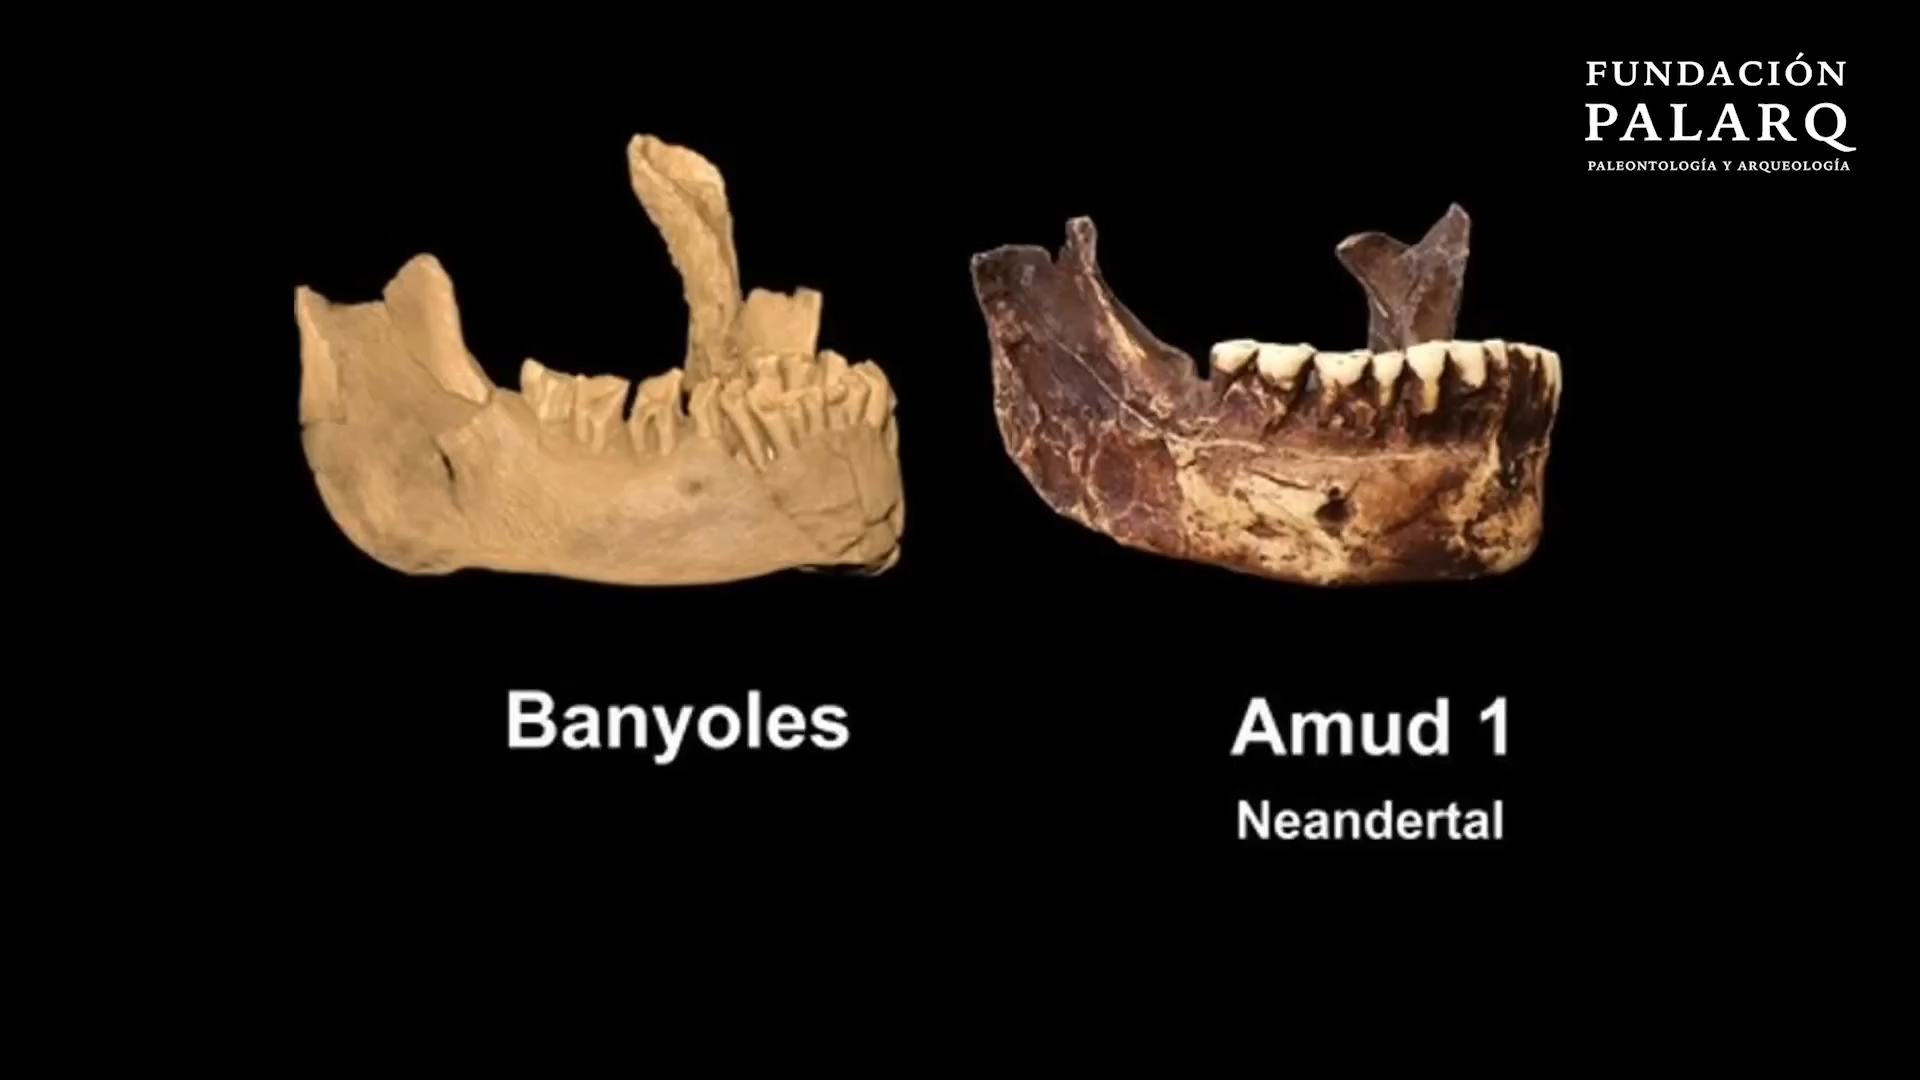 FUNDACIÓN
PALARQ
PALEONTOLOGÍA Y ARQUEOLOGÍA
Banyoles
Amud 1
Neandertal